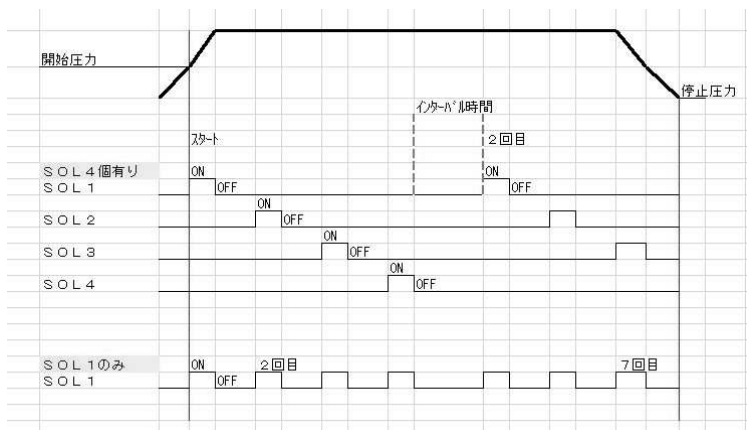 開始圧力
停止圧力
インターバル時間
スタート
２回目
ＳＯＬ４個有り
ON
ON
ＳＯＬ１
OFF
OFF
ON
ＳＯＬ２
OFF
ON
ＳＯＬ３
OFF
ON
ＳＯＬ４
OFF
ＳＯＬ１のみ
ON
２回目
７回目
ＳＯＬ１
OFF